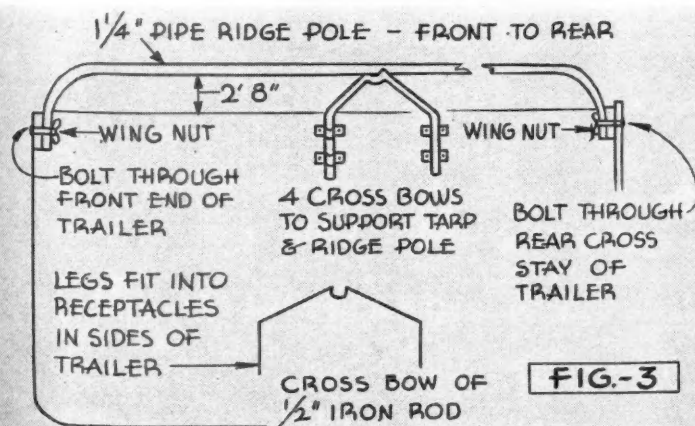 1 1/4" PIPE RIDGE POLE - FRONT TO REAR
2' 8"
WING NUT
WING NUT
BOLT THROUGH
FRONT END OF
TRAILER
4 CROSS BOWS
TO SUPPORT TARP
& RIDGE POLE
BOLT THROUGH
REAR CROSS
STAY OF
TRAILER
LEGS FIT INTO
RECEPTACLES
IN SIDES OF
TRAILER
CROSS BOW OF
1/2" IRON ROD
FIG.-3